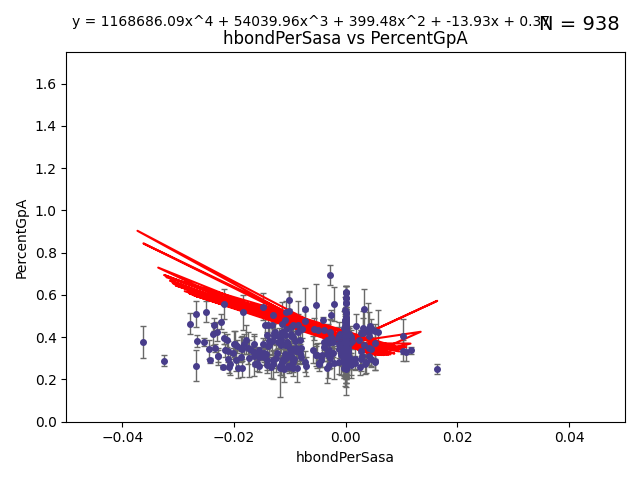 y = 1168686.09x^4 + 54039.96x^3 + 399.48x^2 + -13.93x + 0.37
N = 938
hbondPerSasa vs PercentGpA
1.6
1.4
1.2
1.0
0.8
0.6
0.4
0.2
0.0
PercentGpA
−0.04 −0.02 0.00 0.02 0.04
hbondPerSasa